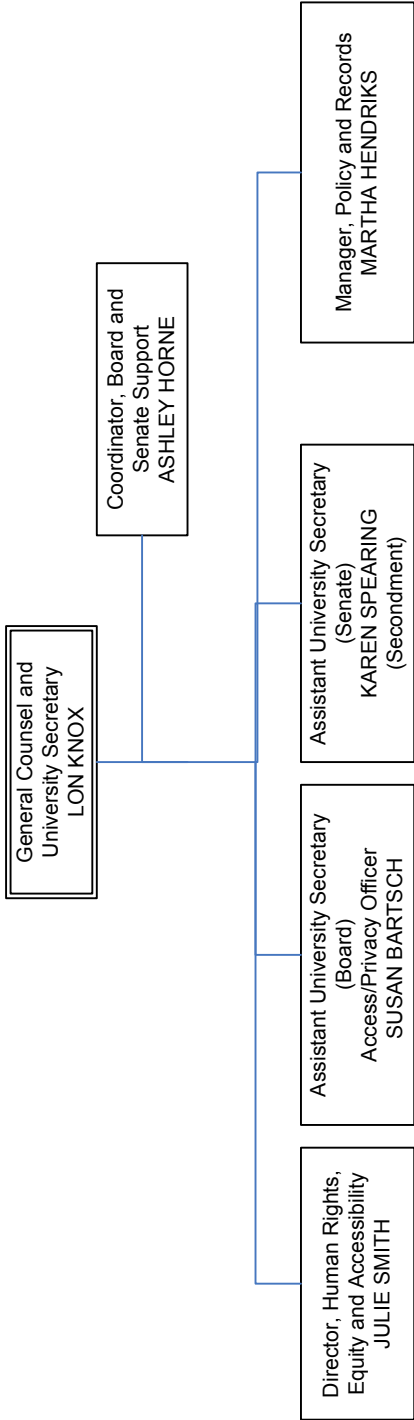 General Counsel and
University Secretary
LON KNOX
Coordinator, Board and
Senate Support
ASHLEY HORNE
Director, Human Rights,
Equity and Accessibility
JULIE SMITH
Assistant University Secretary
(Board)
Access/Privacy Officer
SUSAN BARTSCH
Assistant University Secretary
(Senate)
KAREN SPEARING
(Secondment)
Manager, Policy and Records
MARTHA HENDRIKS